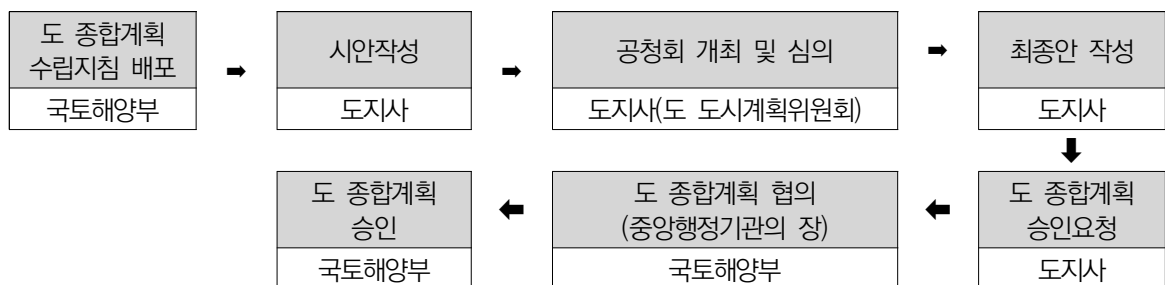 도 종합계획
수립지침 배포
국토해양부
➡
시안작성
도지사
➡
공청회 개최 및 심의
도지사(도 도시계획위원회)
➡
최종안 작성
도지사
⬇
도 종합계획
승인요청
도지사
⬅
도 종합계획 협의
(중앙행정기관의 장)
국토해양부
⬅
도 종합계획
승인
국토해양부